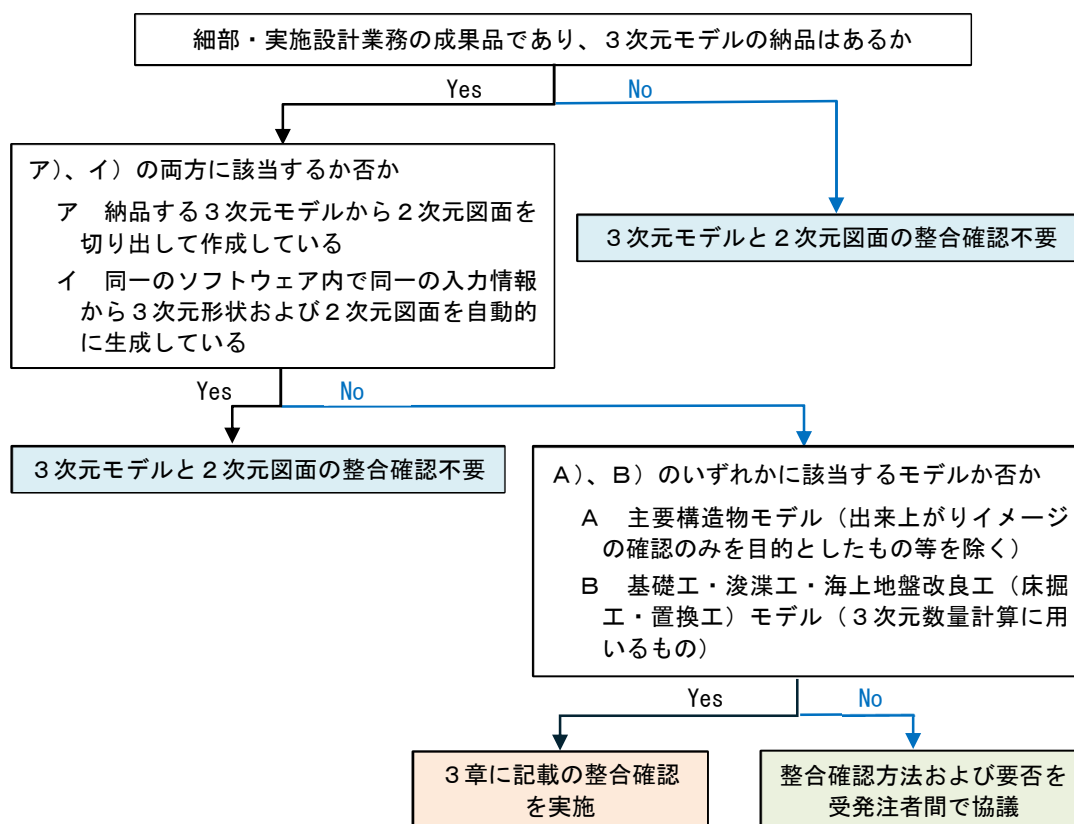 細部・実施設計業務の成果品であり、３次元モデルの納品はあるか
Yes
No
ア）、イ）の両方に該当するか否か
ア　納品する３次元モデルから２次元図面を
切り出して作成している
イ　同一のソフトウェア内で同一の入力情報
から３次元形状および２次元図面を自動的
に生成している
３次元モデルと２次元図面の整合確認不要
Yes
No
３次元モデルと２次元図面の整合確認不要
Ａ）、Ｂ）のいずれかに該当するモデルか否か
Ａ　主要構造物モデル（出来上がりイメージ
の確認のみを目的としたもの等を除く）
Ｂ　基礎工・浚渫工・海上地盤改良工（床掘
工・置換工）モデル（３次元数量計算に用
いるもの）
Yes
No
３章に記載の整合確認
を実施
整合確認方法および要否を
受発注者間で協議